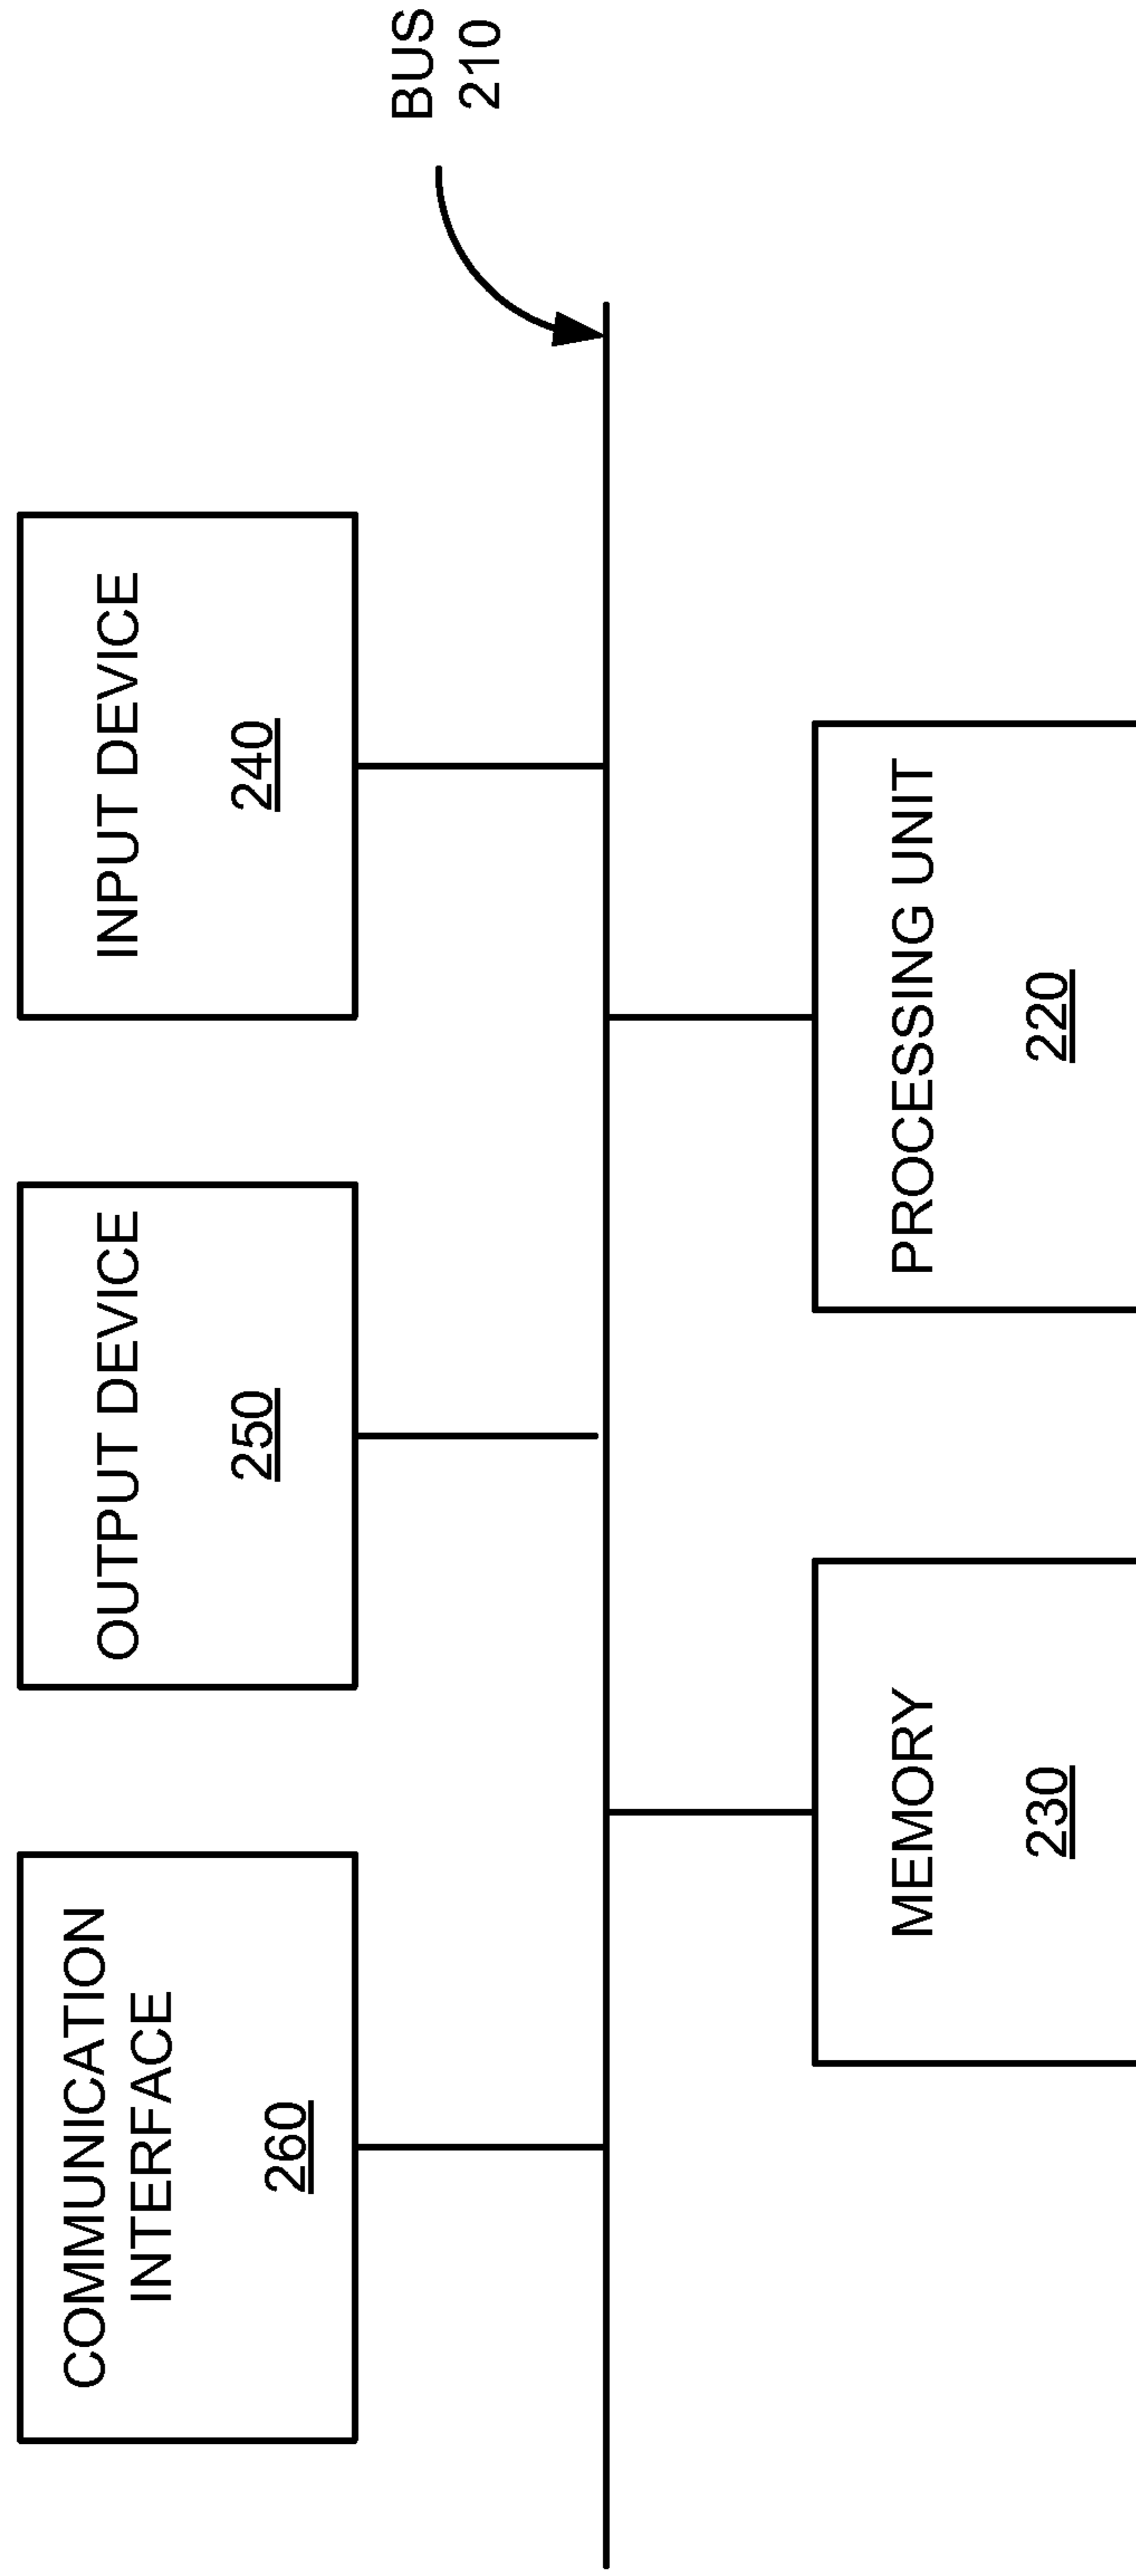 COMMUNICATION
INTERFACE
260
OUTPUT DEVICE
250
INPUT DEVICE
240
BUS
210
MEMORY
230
PROCESSING UNIT
220